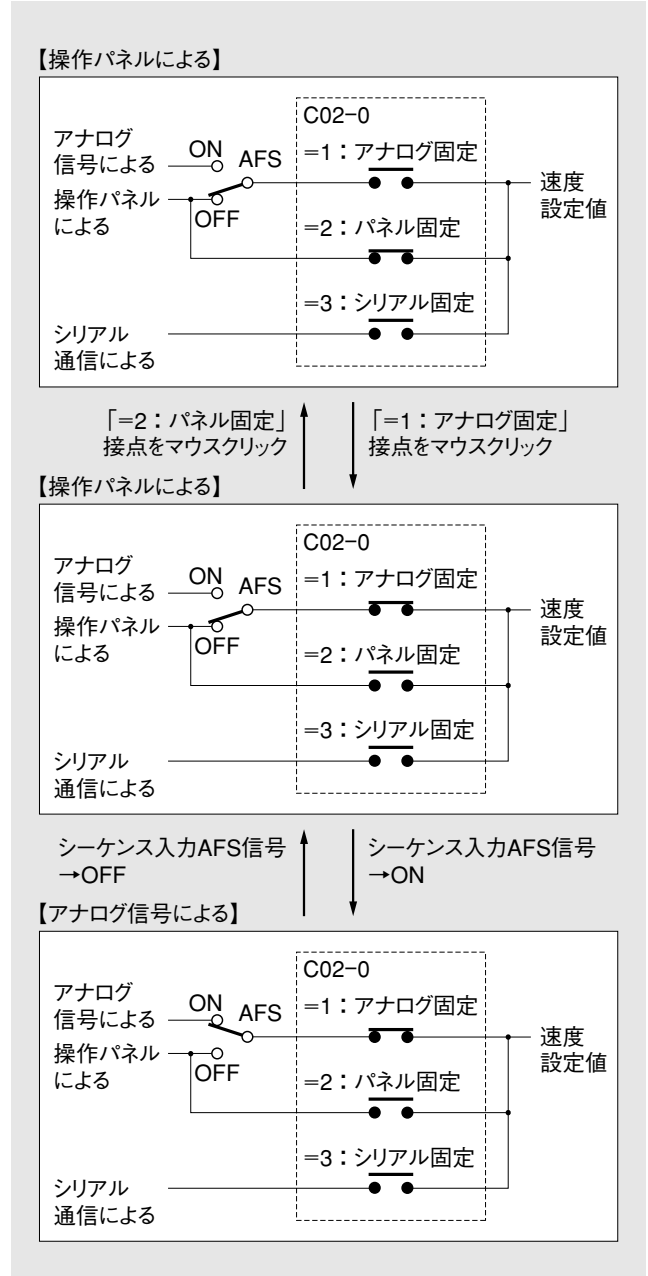 【操作パネルによる】
C02-0
アナログ
信号による
ON
AFS
=1：アナログ固定
操作パネル
による
OFF
速度
設定値
=2：パネル固定
=3：シリアル固定
シリアル
通信による
「=2：パネル固定」
接点をマウスクリック
「=1：アナログ固定」
接点をマウスクリック
【操作パネルによる】
C02-0
アナログ
信号による
ON
AFS
=1：アナログ固定
操作パネル
による
OFF
速度
設定値
=2：パネル固定
=3：シリアル固定
シリアル
通信による
シーケンス入力AFS信号
→OFF
シーケンス入力AFS信号
→ON
【アナログ信号による】
C02-0
アナログ
信号による
ON
AFS
=1：アナログ固定
操作パネル
による
OFF
速度
設定値
=2：パネル固定
=3：シリアル固定
シリアル
通信による